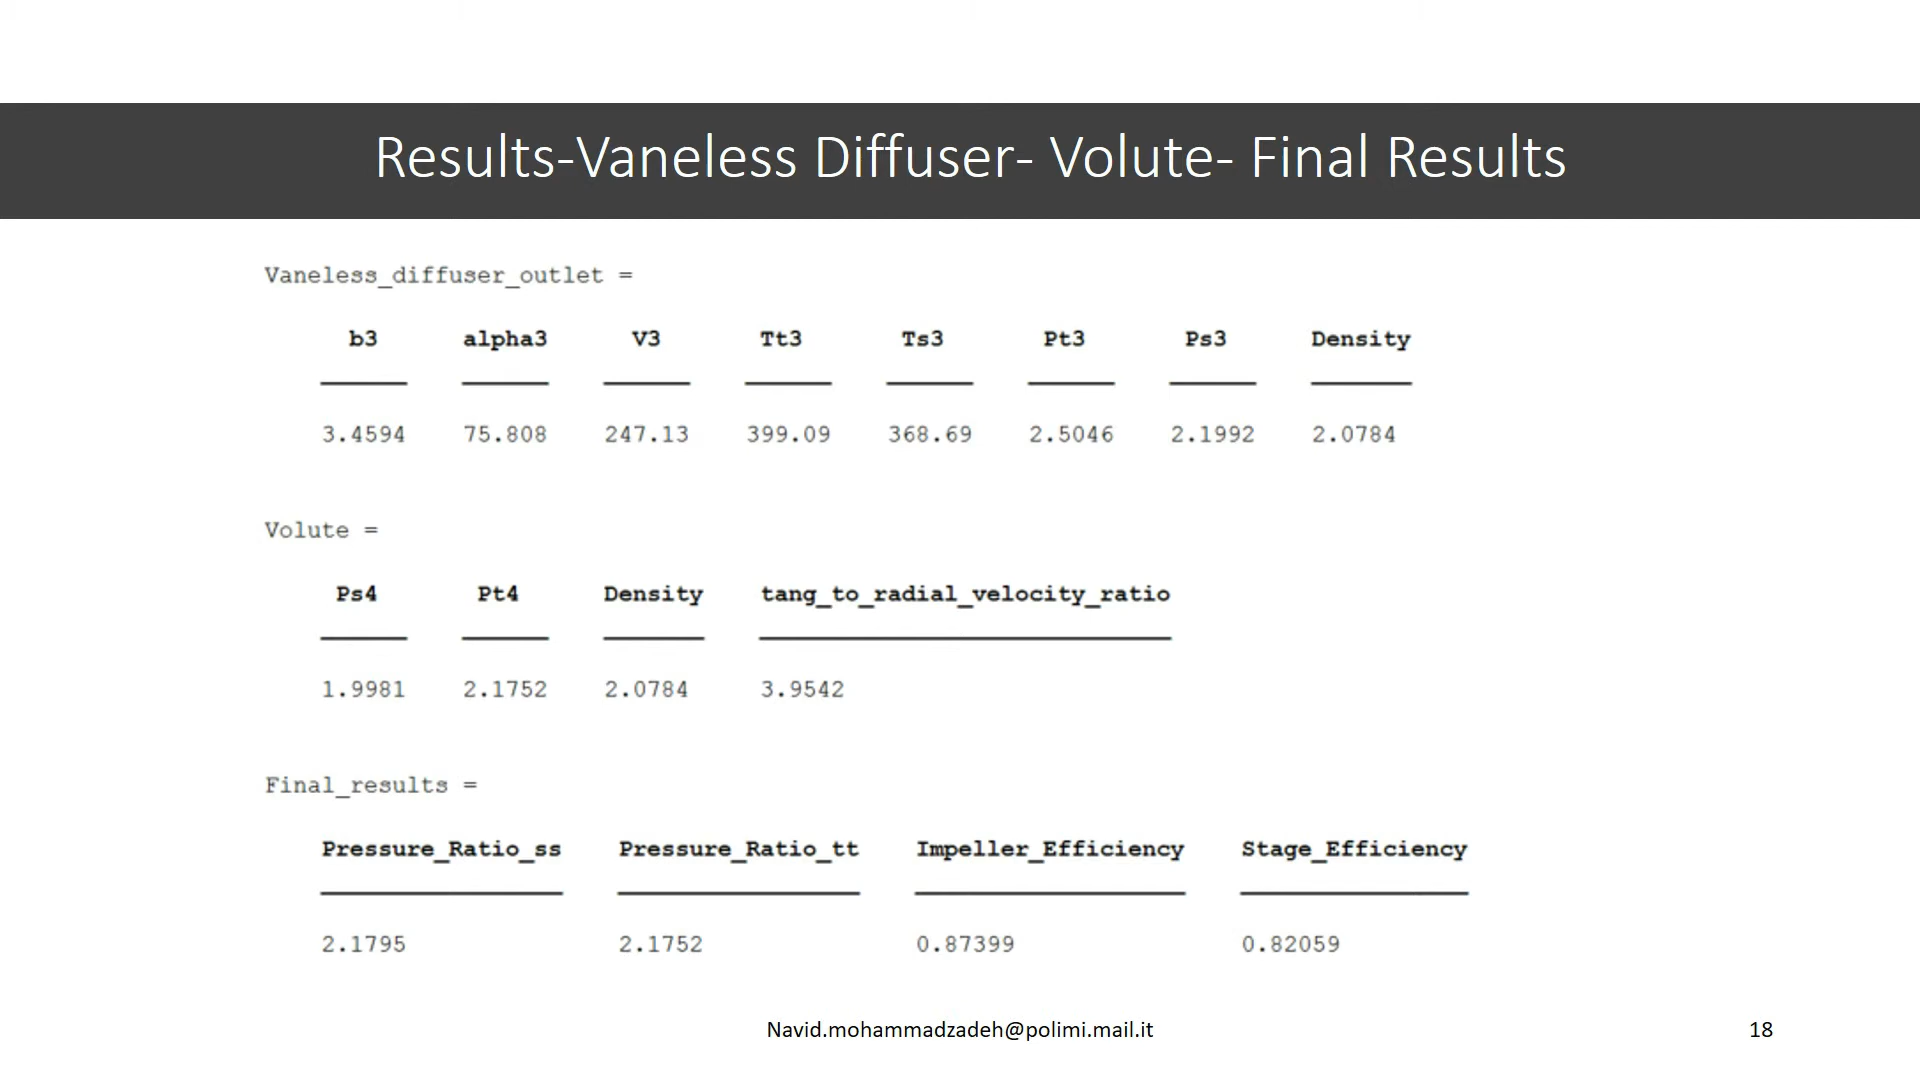 Results-Vaneless Diffuser- Volute- Final Results
Vaneless_diffuser_outlet =
b3 alpha3 V3 Tt3 Ts3 Pt3 Ps3 Density
3.4594 75.808 247.13 399.09 368.69 2.5046 2.1992 2.0784
Volute =
Ps4 Pt4 Density tang_to_radial_velocity_ratio
1.9981 2.1752 2.0784 3.9542
Final_results =
Pressure_Ratio_ss Pressure_Ratio_tt Impeller_Efficiency Stage_Efficiency
2.1795 2.1752 0.87399 0.82059
Navid.mohammadzadeh@polimi.mail.it 18